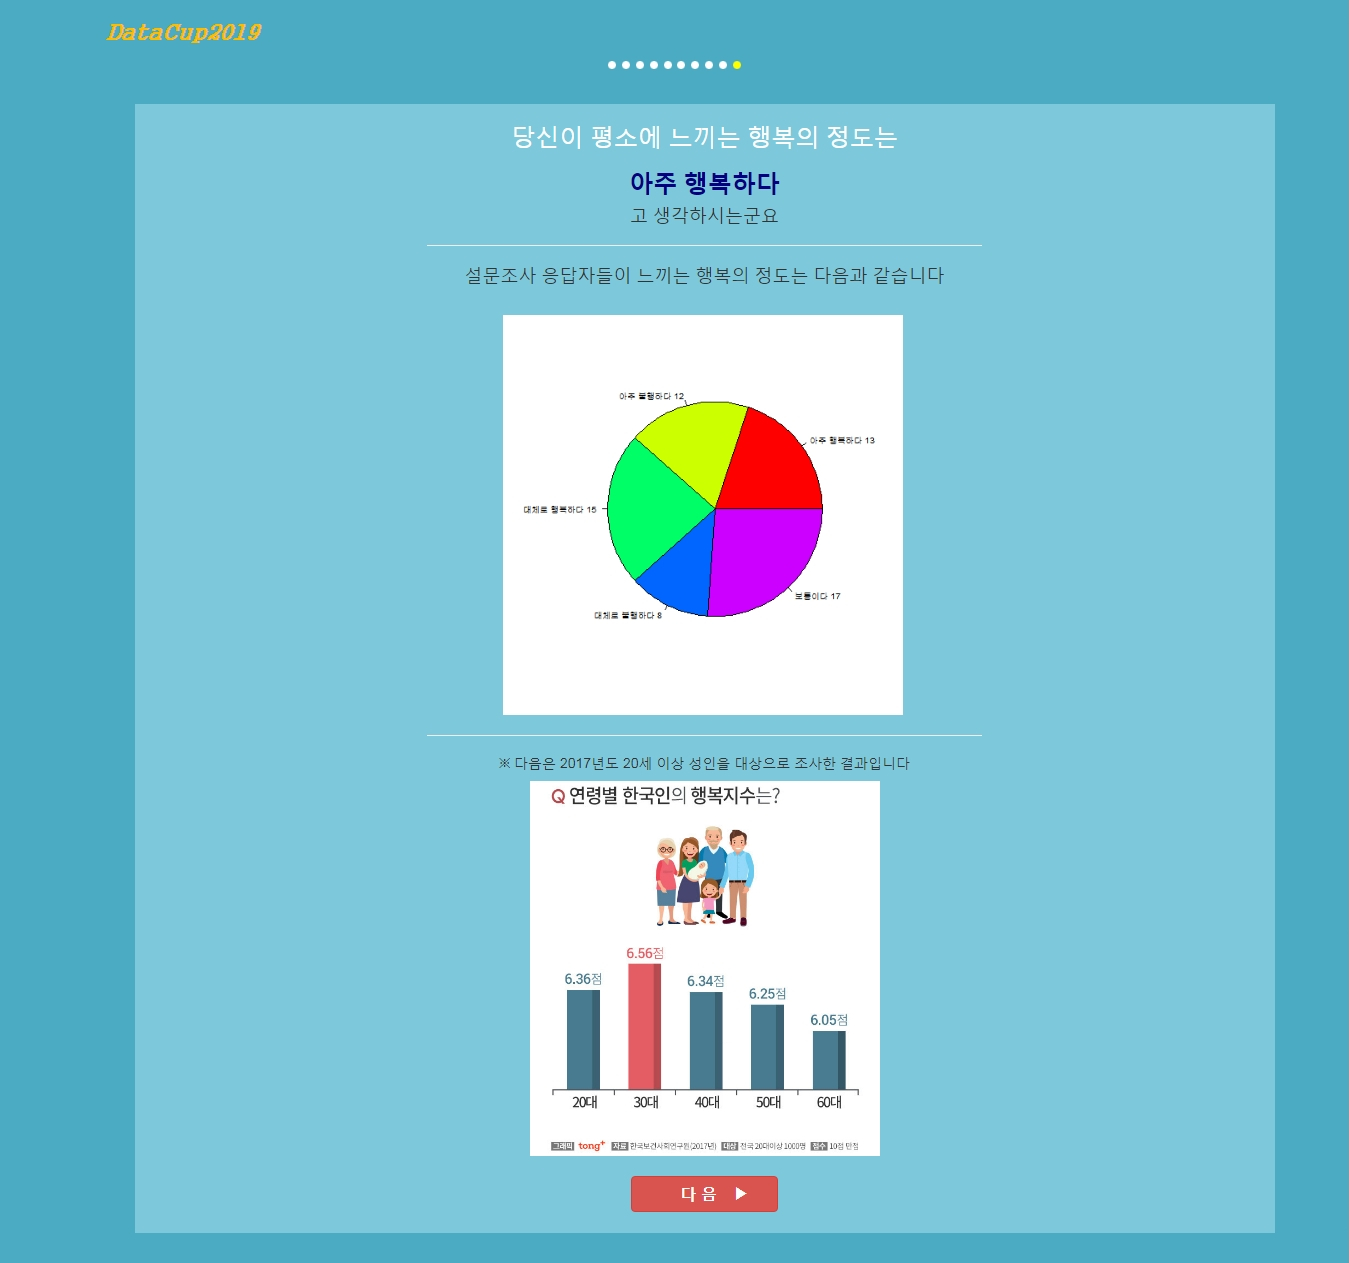 DataCup2019
당신이 평소에 느끼는 행복의 정도는
아주 행복하다
고 생각하시는군요
설문조사 응답자들이 느끼는 행복의 정도는 다음과 같습니다
아주 불행하다 12
아주 행복하다 13
대체로 행복하다 15
대체로 불행하다 8
보통이다 17
※ 다음은 2017년도 20세 이상 성인을 대상으로 조사한 결과입니다
Q 연령별 한국인의 행복지수는?
6.36점 6.56점 6.34점 6.25점 6.05점
20대 30대 40대 50대 60대
그래픽 tong+ 자료 한국보건사회연구원(2017년) 대상 전국 20대이상 1000명 점수 10점 만점
다음 ▶